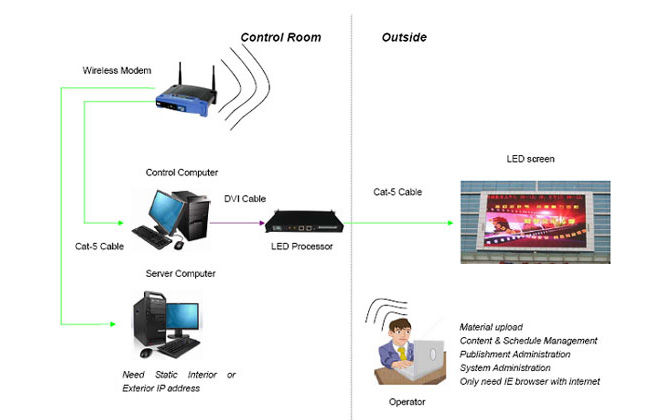 Control Room
Outside
Wireless Modem
Control Computer
DVI Cable
Cat-5 Cable
LED screen
Cat-5 Cable
LED Processor
Server Computer
Need Static Interior or
Exterior IP address
Material upload
Content & Schedule Management
Publishment Administration
System Administration
Only need IE browser with internet
Operator